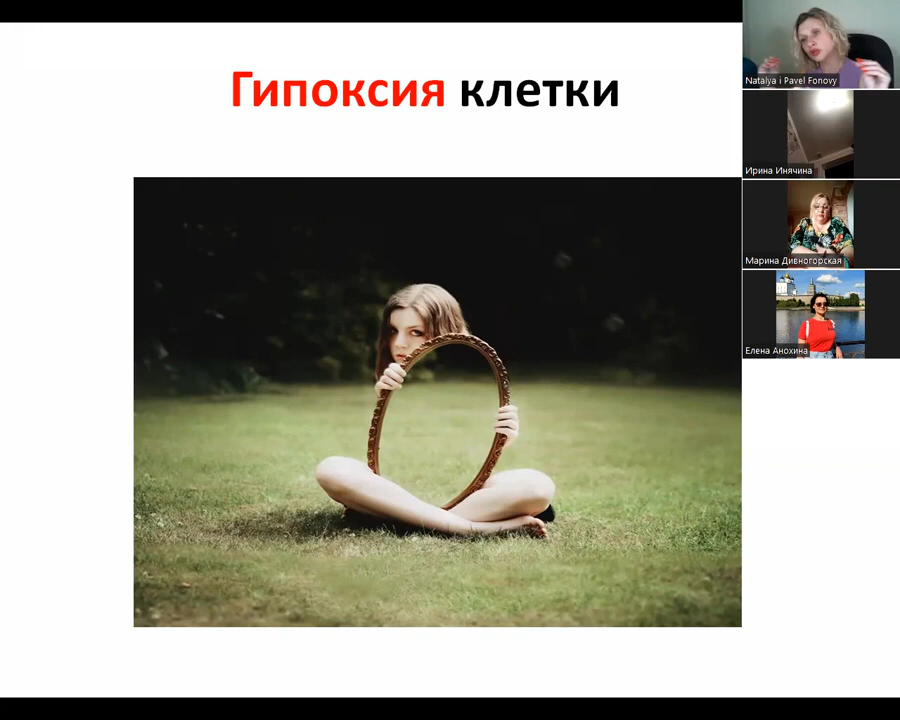 Гипоксия клетки
Natalya i Pavel Fonovy
Ирина Инячина
Марина Дивногорская
Елена Анохина